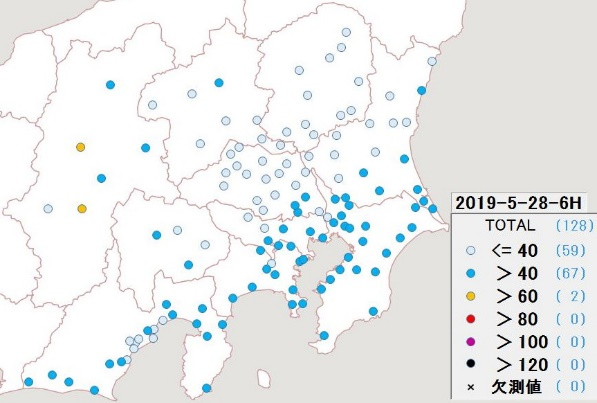 2019-5-28-6H
TOTAL (128)
<= 40 (59)
> 40 (67)
> 60 ( 2)
> 80 ( 0)
> 100 ( 0)
> 120 ( 0)
× 欠測値 ( 0)